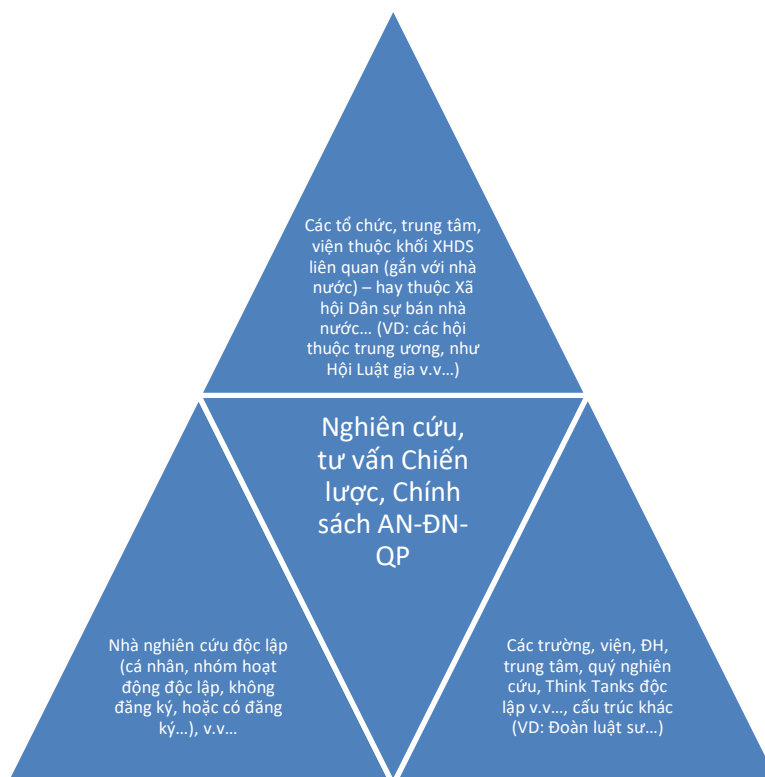 Các tổ chức, trung tâm,
viện thuộc khối XHDS
liên quan (gắn với nhà
nước) – hay thuộc Xã
hội Dân sự bán nhà
nước... (VD: các hội
thuộc trung ương, như
Hội Luật gia v.v...)
Nghiên cứu,
tư vấn Chiến
lược, Chính
sách AN-ĐN-
QP
Nhà nghiên cứu độc lập
(cá nhân, nhóm hoạt
động độc lập, không
đăng ký, hoặc có đăng
ký...), v.v...
Các trường, viện, ĐH,
trung tâm, quý nghiên
cứu, Think Tanks độc
lập v.v..., cấu trúc khác
(VD: Đoàn luật sư...)